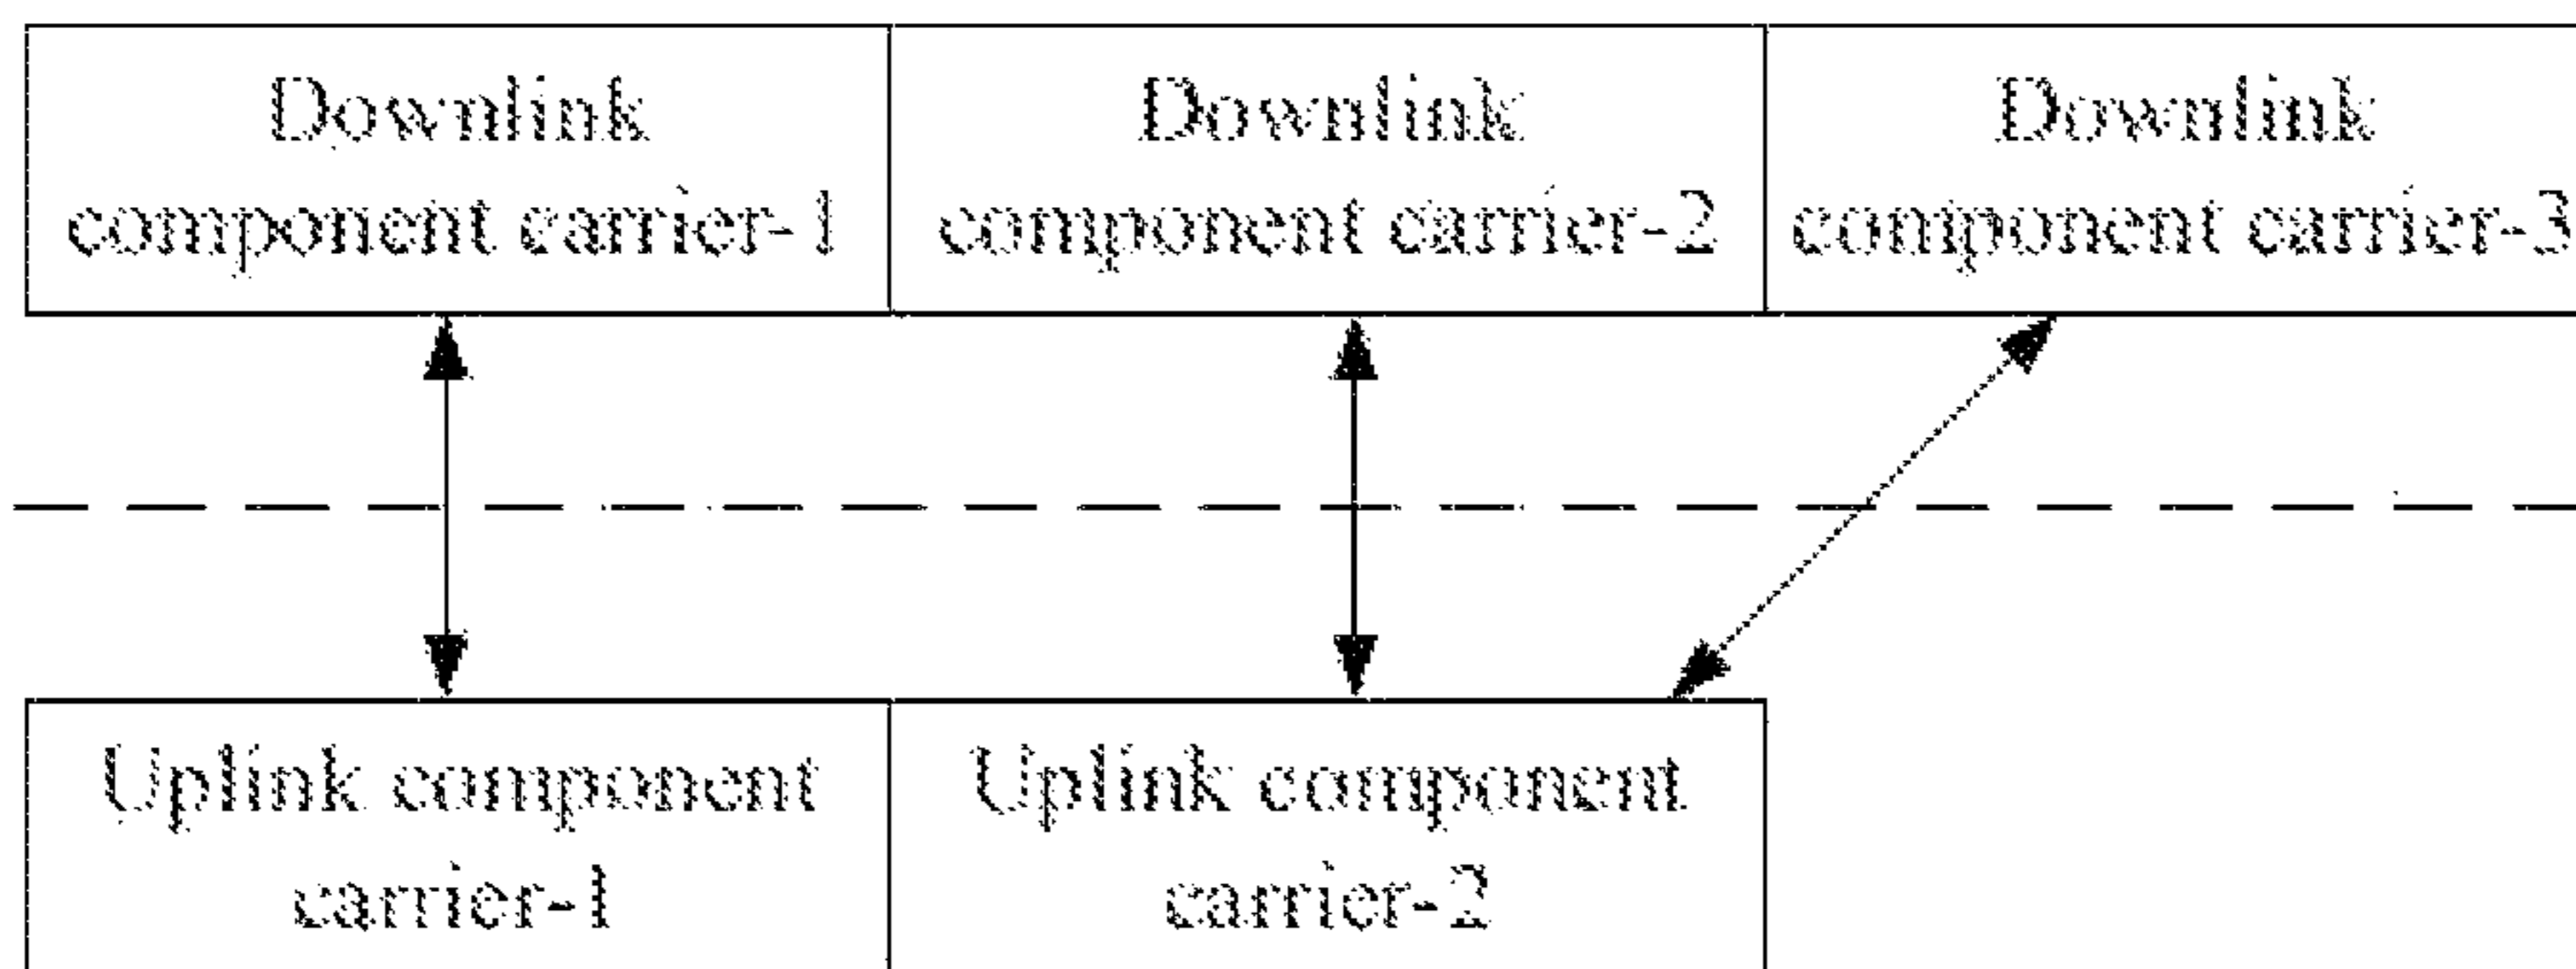 Downlink
component carrier-1
Downlink
component carrier-2
Downlink
component carrier-3
Uplink component
carrier-1
Uplink component
carrier-2